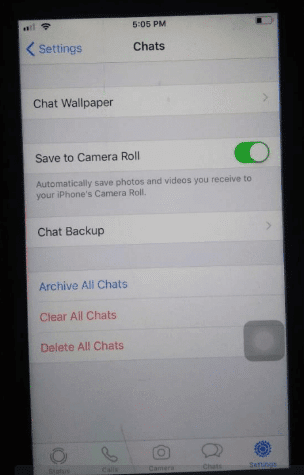 5:05 PM
Settings
Chats
Chat Wallpaper
Save to Camera Roll
Automatically save photos and videos you receive to
your iPhone's Camera Roll.
Chat Backup
Archive All Chats
Clear All Chats
Delete All Chats
Status
Calls
Camera
Chats
Settings